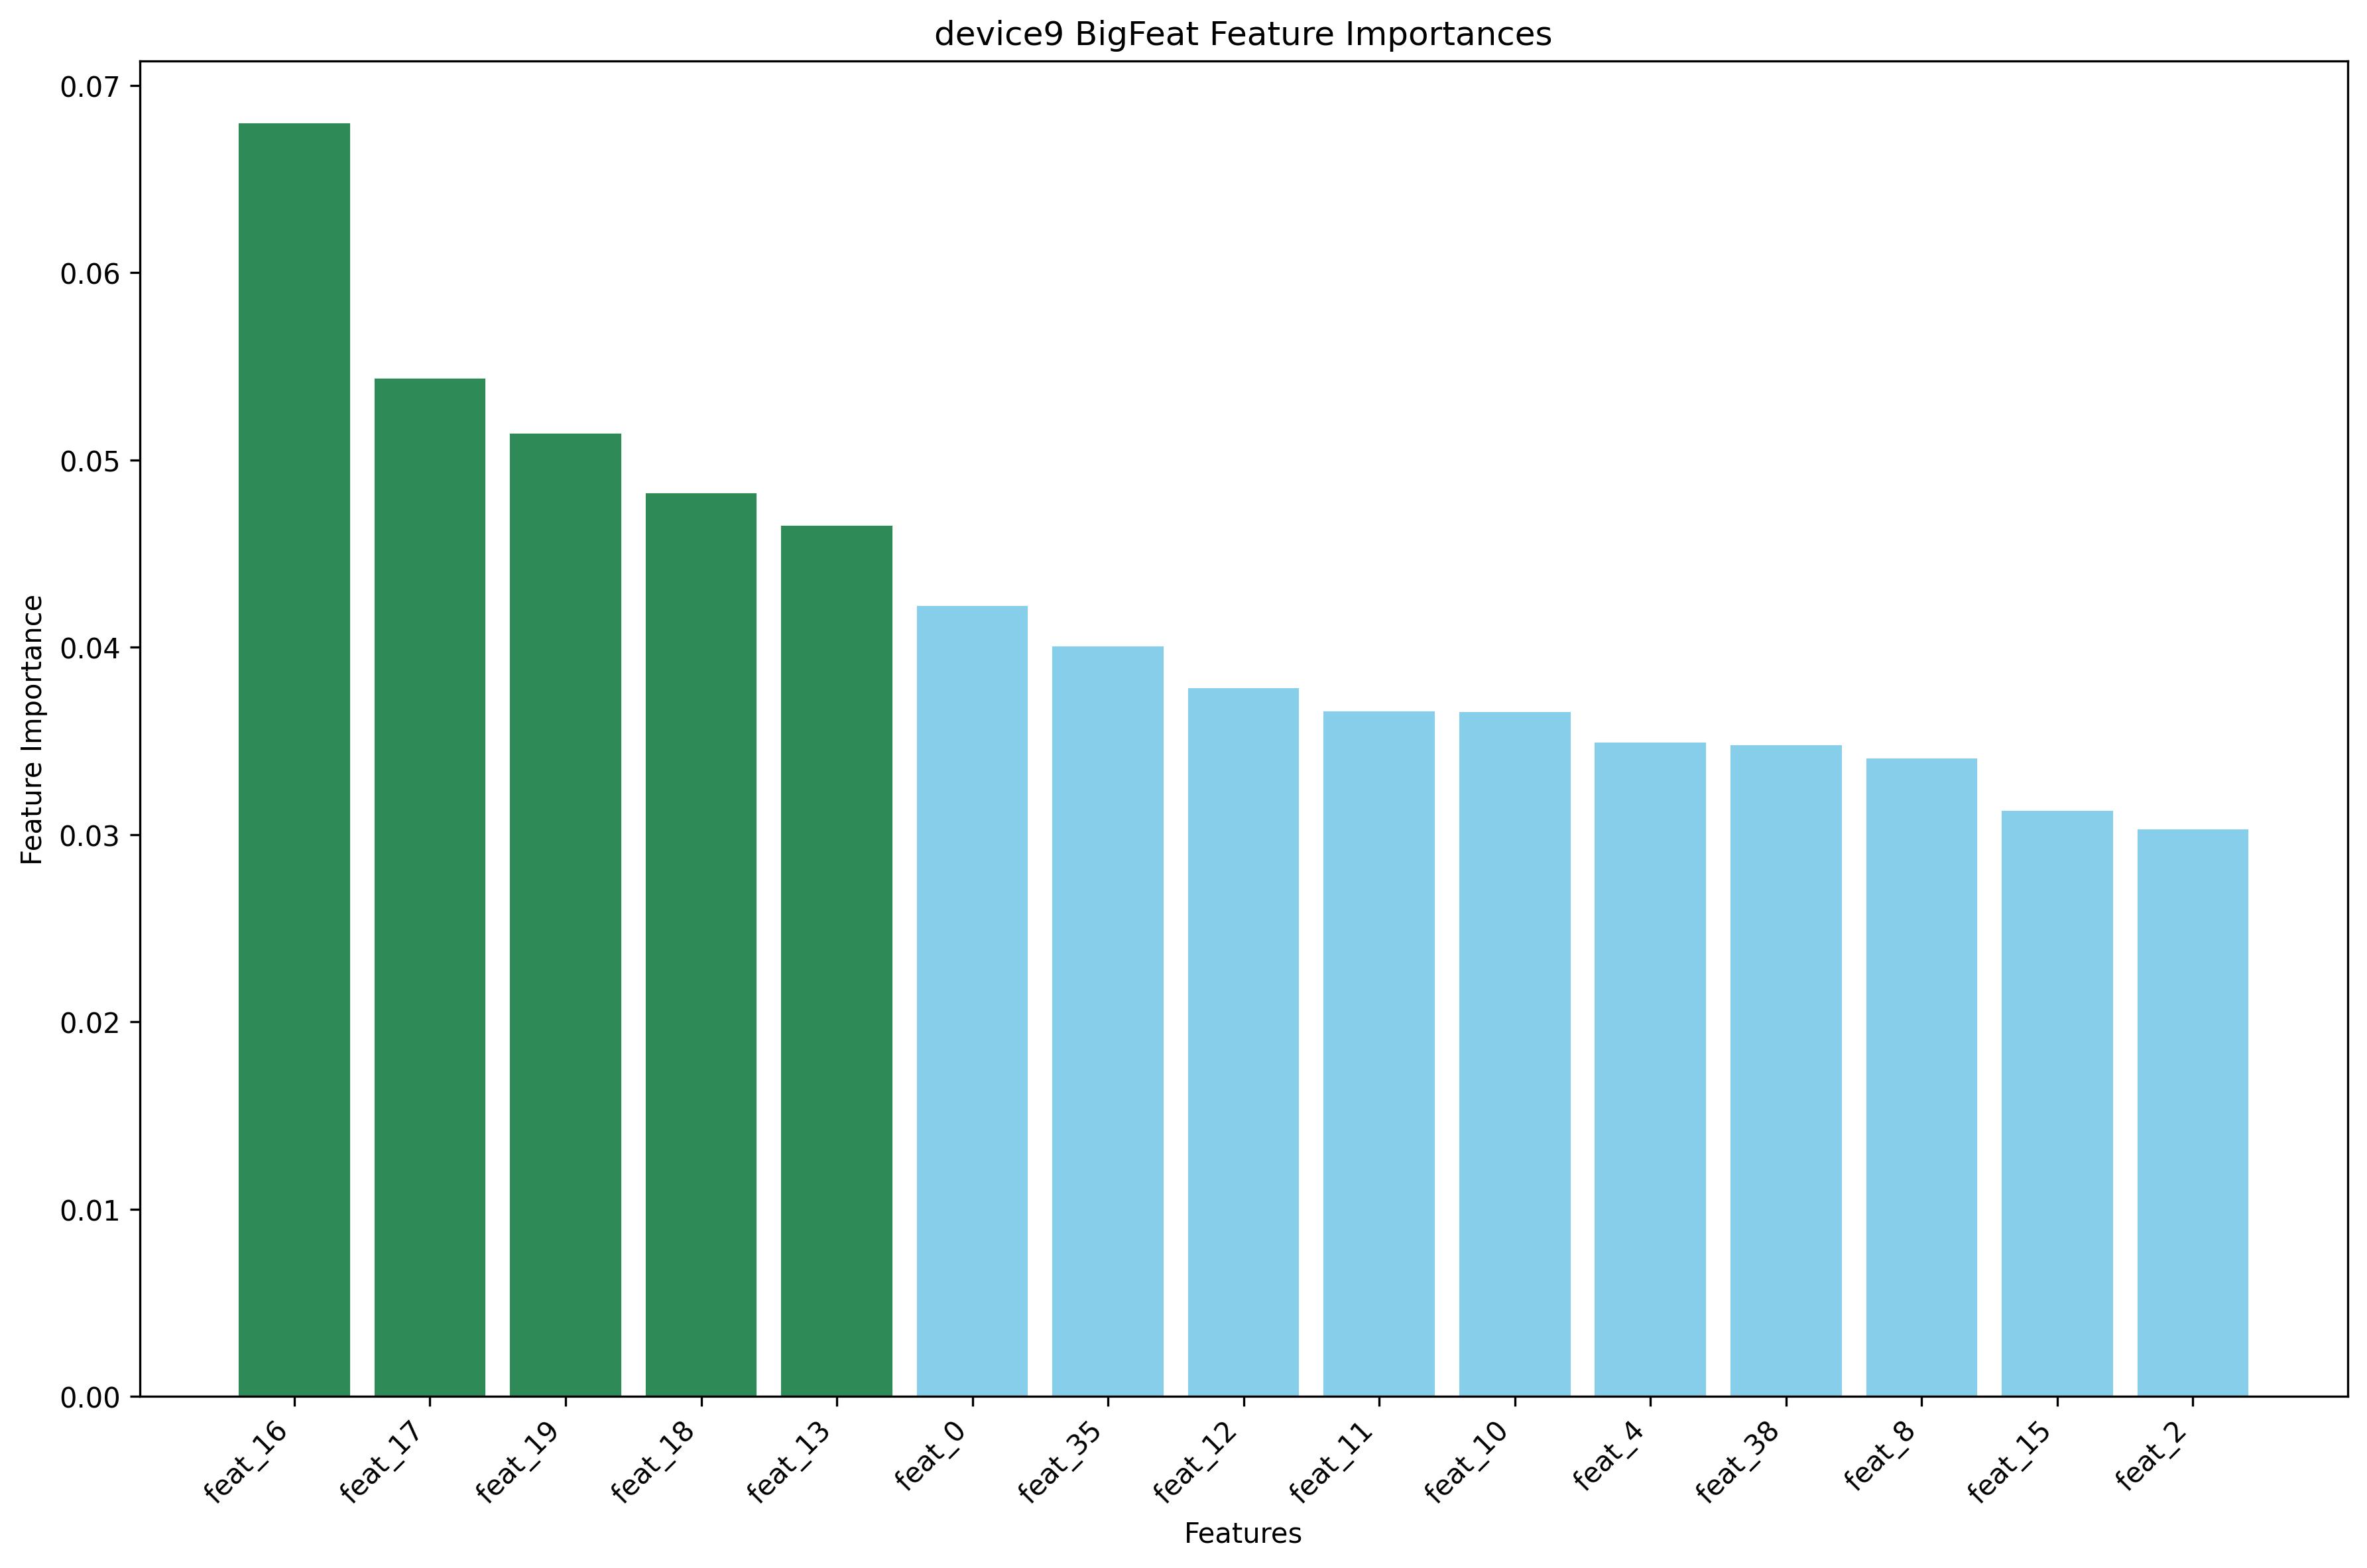 device9 BigFeat Feature Importances
Feature Importance
0.07
0.06
0.05
0.04
0.03
0.02
0.01
0.00
feat_16
feat_17
feat_19
feat_18
feat_13
feat_0
feat_35
feat_12
feat_11
feat_10
feat_4
feat_38
feat_8
feat_15
feat_2
Features